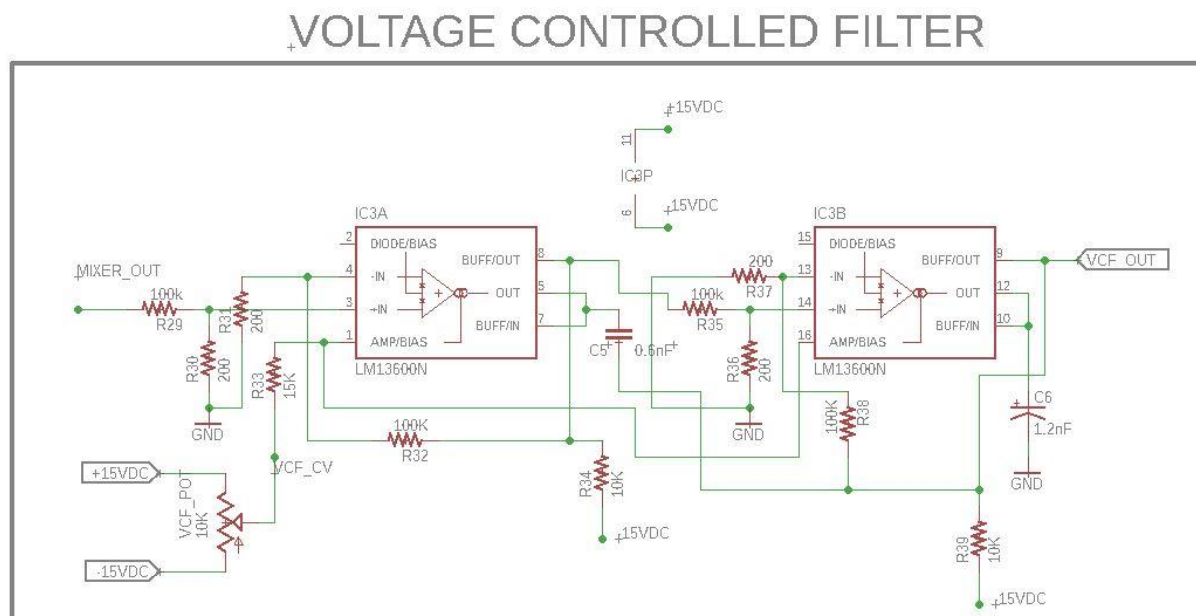 VOLTAGE CONTROLLED FILTER
+15VDC
11
IC3P
6
15VDC
IC3A
2
DIODE/BIAS
BUFF/OUT
8
4
-IN
OUT
5
3
+IN
BUFF/IN
7
1
AMP/BIAS
LM13600N
IC3B
15
DIODE/BIAS
BUFF/OUT
9
13
-IN
OUT
12
14
+IN
BUFF/IN
10
16
AMP/BIAS
LM13600N
VCF_OUT
MIXER_OUT
100k
R29
R31
200
R30
200
R33
15K
GND
200
R37
100k
R35
R36
200
GND
C5
0.6nF
100K
R38
C6
1.2nF
GND
100K
R32
R34
10K
15VDC
VCF_CV
+15VDC
VCF_POT
10K
-15VDC
R39
10K
15VDC